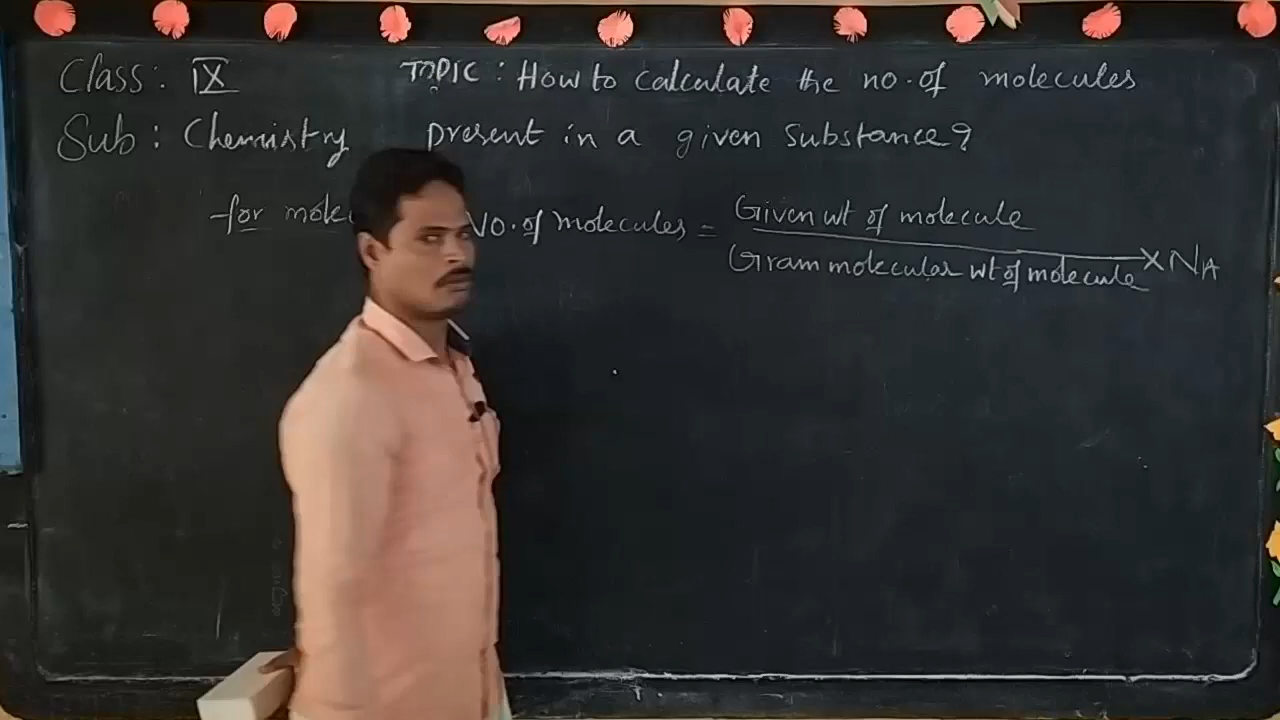 Class: IX
TOPIC: How to calculate the no. of molecules
Sub: Chemistry
present in a given substance?
for mole
No. of molecules = Given wt of molecule
Gram molecular wt of molecule × NA